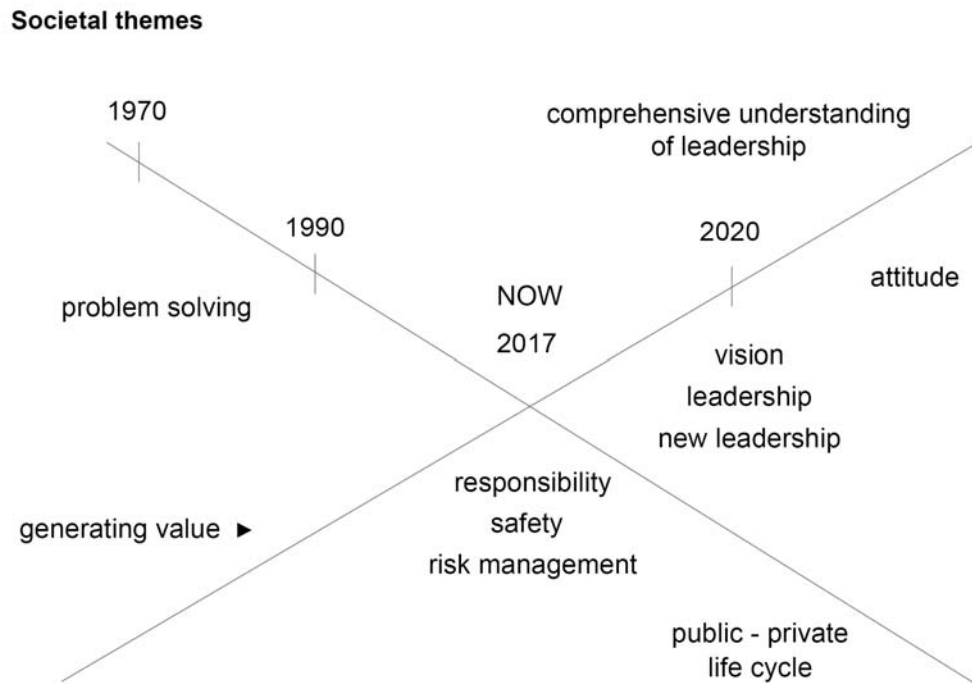 Societal themes
1970
comprehensive understanding
of leadership
1990
2020
attitude
problem solving
NOW
2017
vision
leadership
new leadership
responsibility
safety
risk management
generating value ►
public - private
life cycle